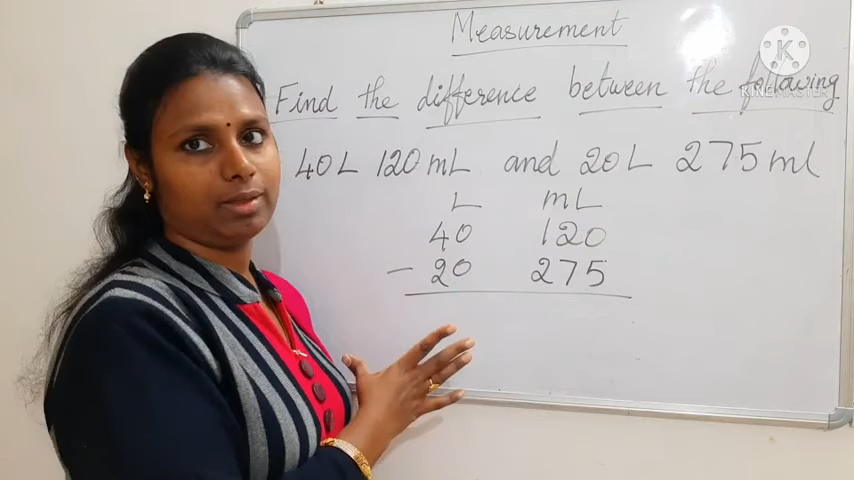 Measurement
Find the difference between the following
40L 120mL and 20L 275ml
L mL
40 120
- 20 275
K
KINEMASTER